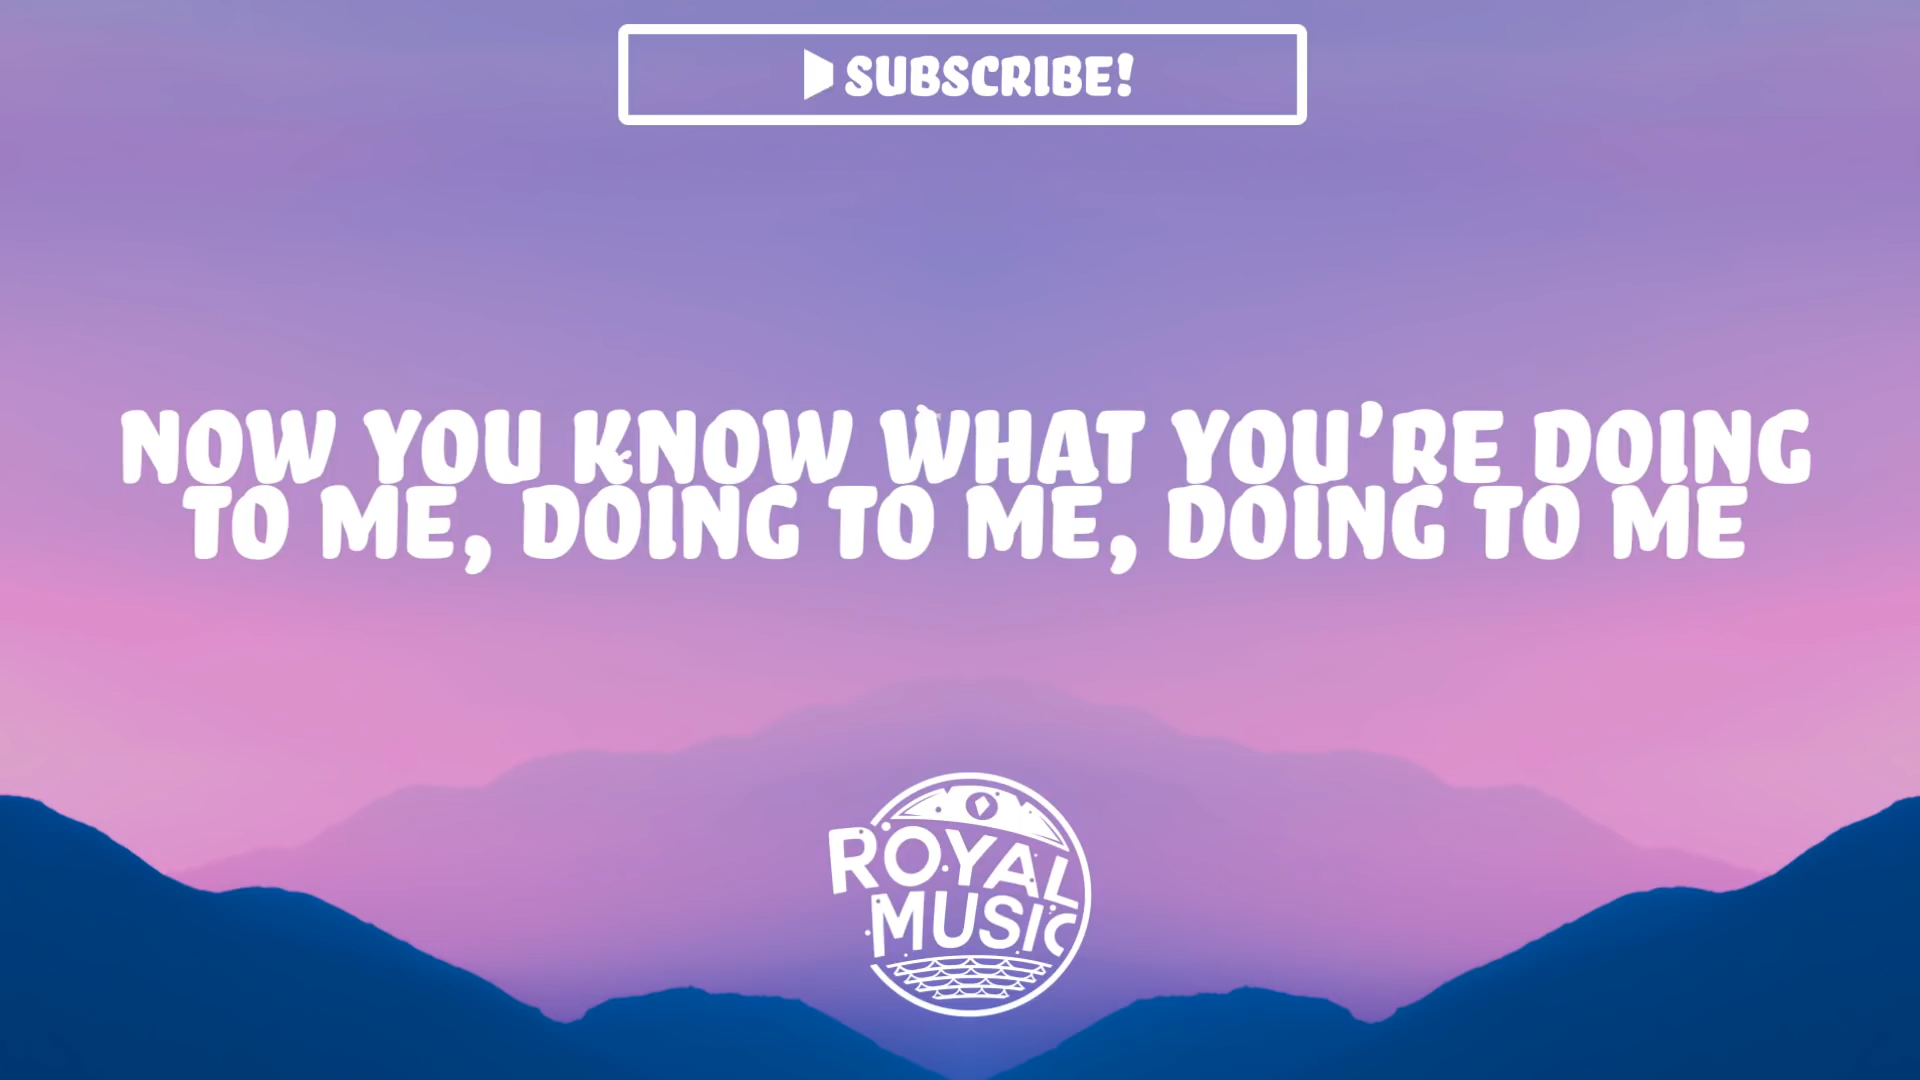 SUBSCRIBE!
NOW YOU KNOW WHAT YOU'RE DOING
TO ME, DOING TO ME, DOING TO ME
ROYAL
MUSIC